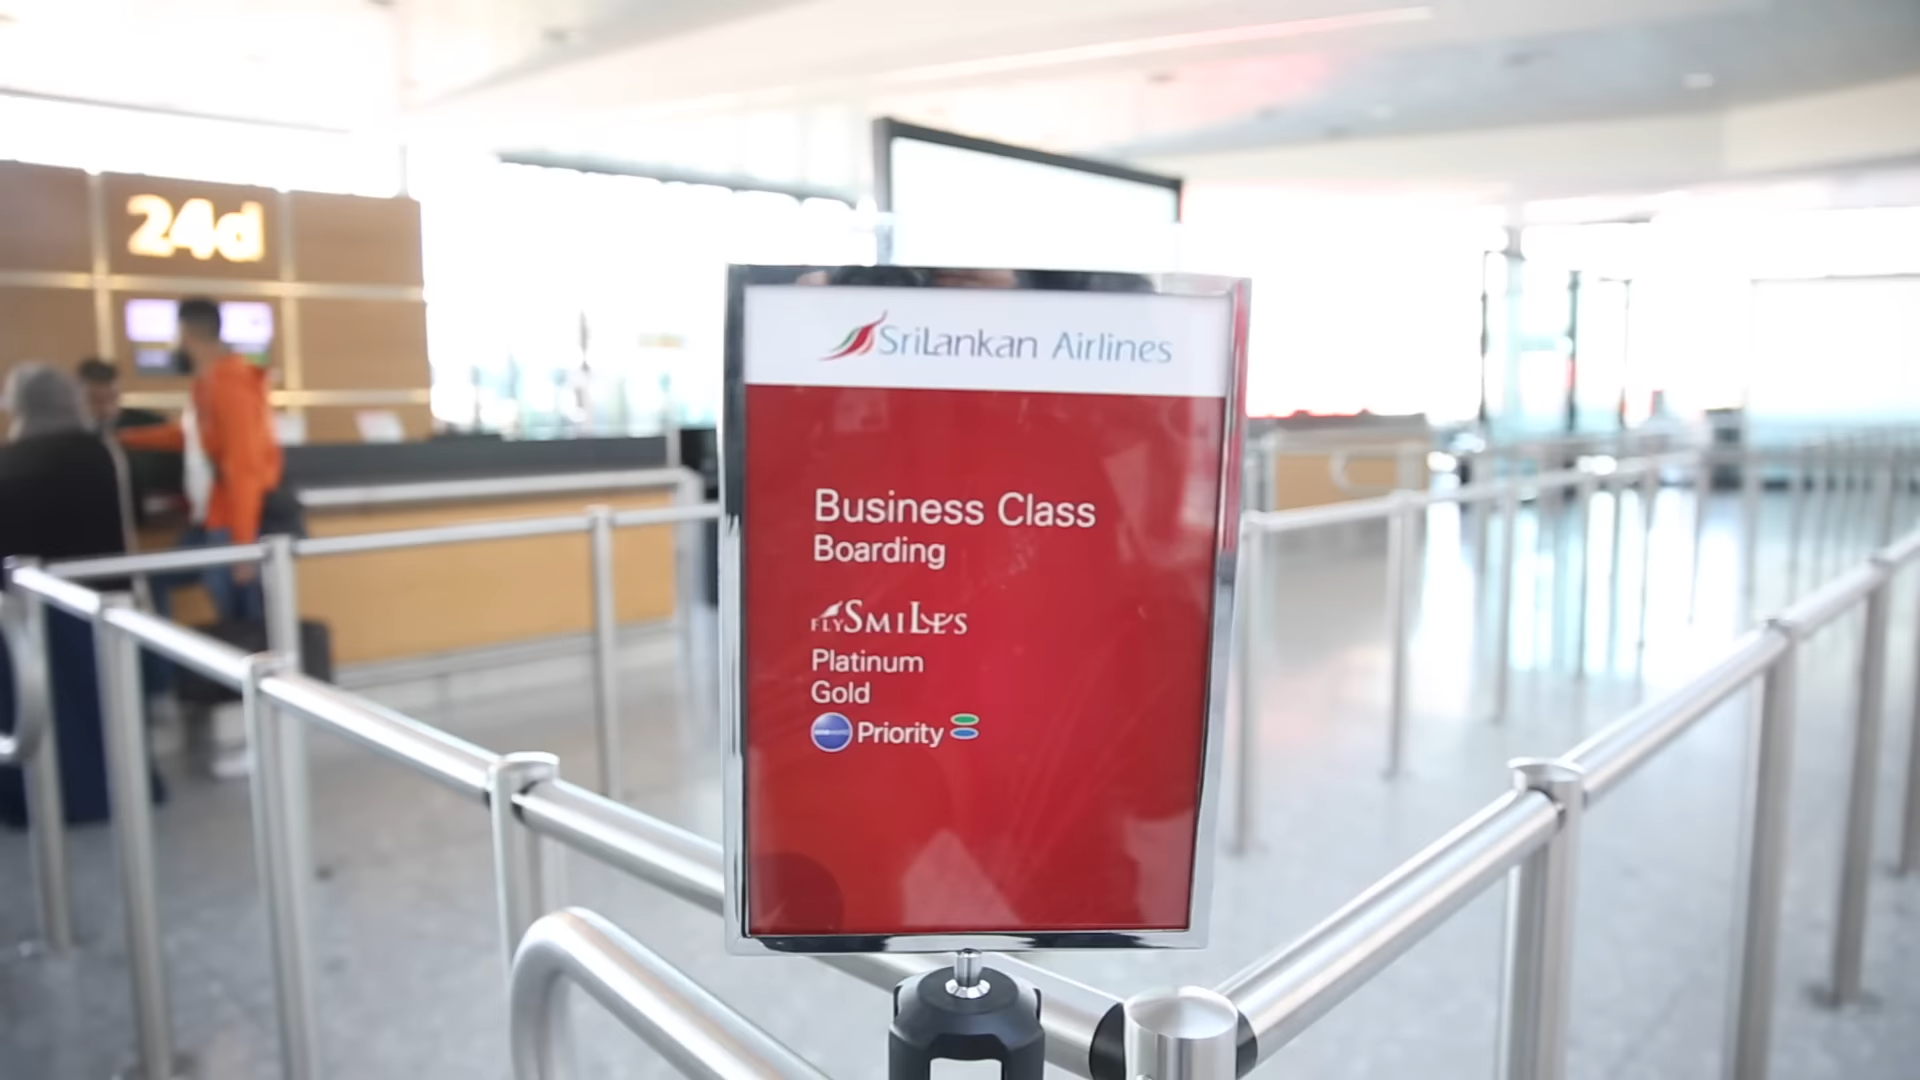 24d
SriLankan Airlines
Business Class
Boarding
FLYSMILES
Platinum
Gold
Priority